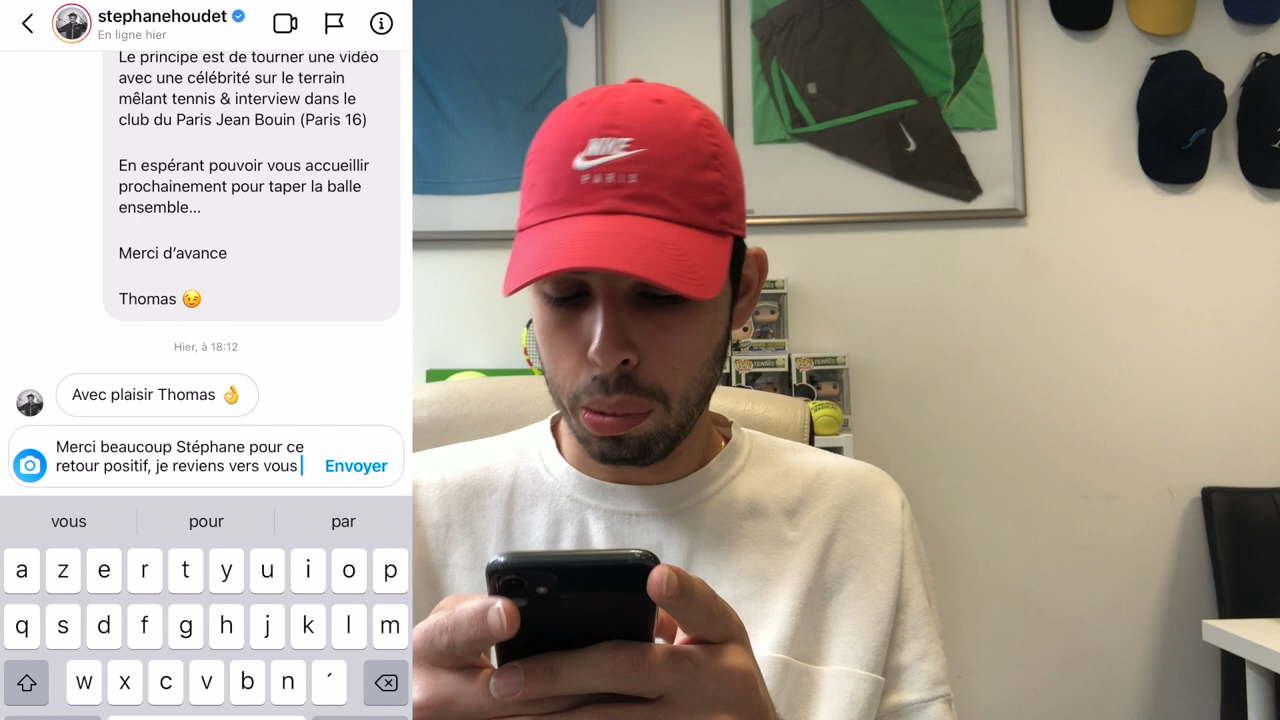 stephanehoudet
En ligne hier
Le principe est de tourner une vidéo
avec une célébrité sur le terrain
mêlant tennis & interview dans le
club du Paris Jean Bouin (Paris 16)
En espérant pouvoir vous accueillir
prochainement pour taper la balle
ensemble...
Merci d’avance
Thomas 😉
Hier, à 18:12
Avec plaisir Thomas 👌
Merci beaucoup Stéphane pour ce
retour positif, je reviens vers vous
Envoyer
vous pour par
a z e r t y u i o p
q s d f g h j k l m
w x c v b n ´
NIKE
PARIS
TENNIS
TENNIS